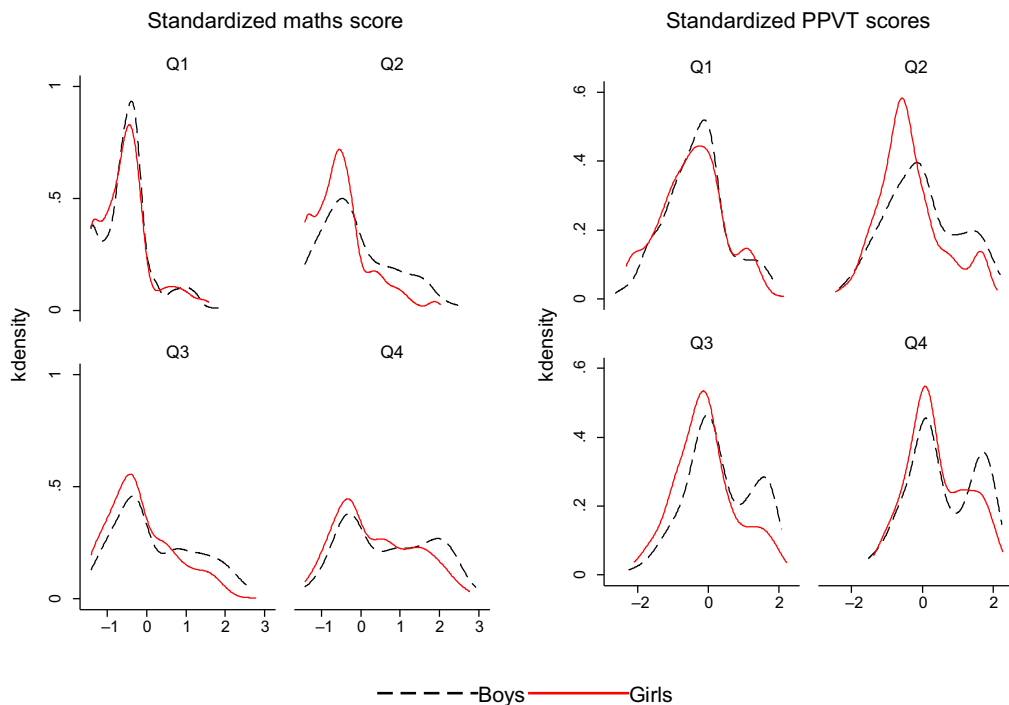 Standardized maths score
Standardized PPVT scores
Q1
Q2
Q1
Q2
1
.5
0
.6
.4
.2
0
kdensity
kdensity
Q3
Q4
Q3
Q4
1
.5
0
.6
.4
.2
0
–1 0 1 2 3
–1 0 1 2 3
–2 0 2
–2 0 2
Boys
Girls